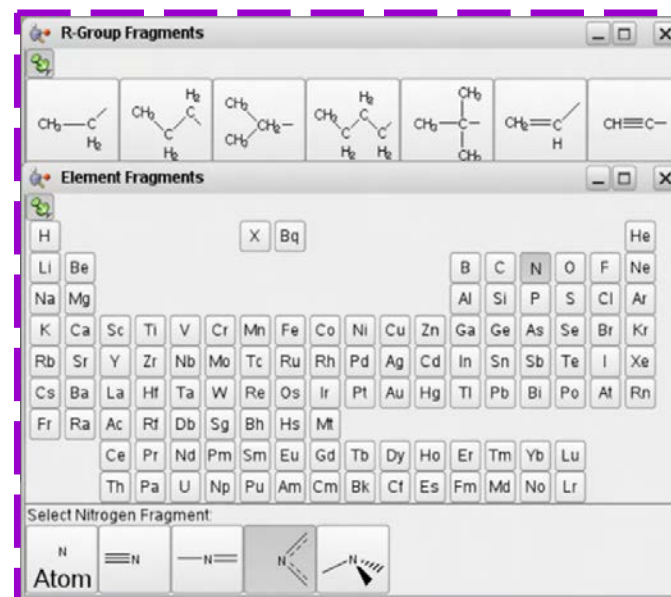 R-Group Fragments
H₂ CH₃ H₂ CH₃
CH₃ C CH₃ C CH₂ CH₃ C CH₃ C CH₂ C CH C
H₂ C CH₃ C C CH₃ H
H₂ H₂ H₂
Element Fragments
H X Bq He
Li Be B C N O F Ne
Na Mg Al Si P S Cl Ar
K Ca Sc Ti V Cr Mn Fe Co Ni Cu Zn Ga Ge As Se Br Kr
Rb Sr Y Zr Nb Mo Tc Ru Rh Pd Ag Cd In Sn Sb Te I Xe
Cs Ba La Hf Ta W Re Os Ir Pt Au Hg Tl Pb Bi Po At Rn
Fr Ra Ac Rf Db Sg Bh Hs Mt
Ce Pr Nd Pm Sm Eu Gd Tb Dy Ho Er Tm Yb Lu
Th Pa U Np Pu Am Cm Bk Cf Es Fm Md No Lr
Select Nitrogen Fragment:
N N N N N
Atom